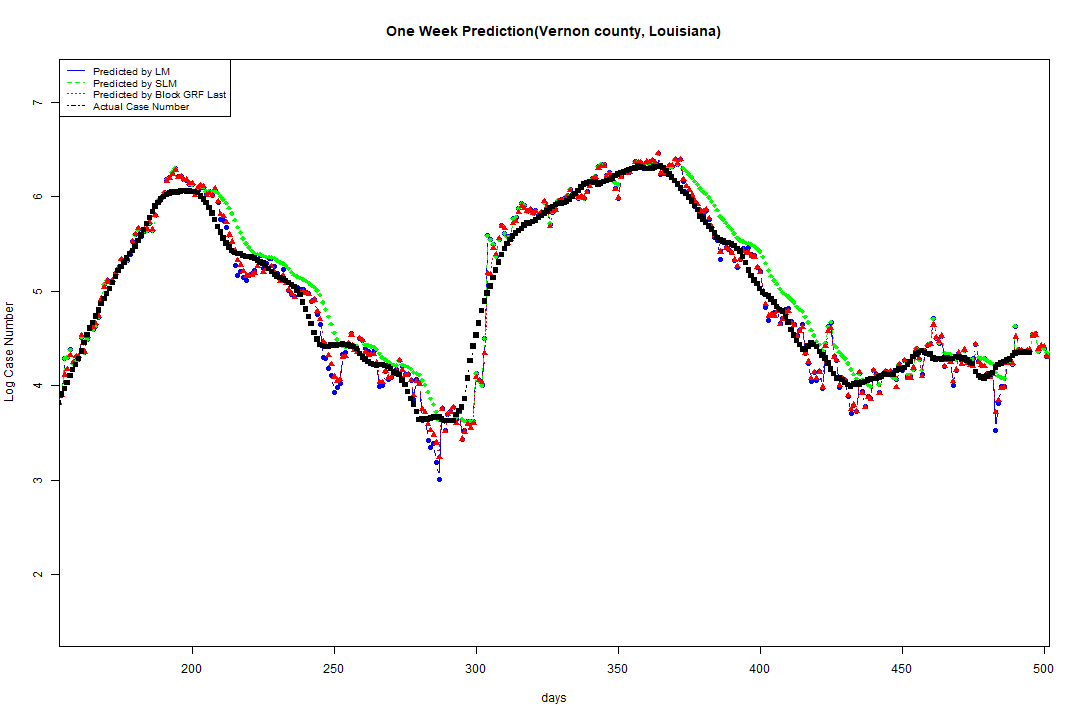 One Week Prediction(Vernon county, Louisiana)
Predicted by LM
Predicted by SLM
Predicted by Block GRF Last
Actual Case Number
7
6
5
4
3
2
Log Case Number
200 250 300 350 400 450 500
days